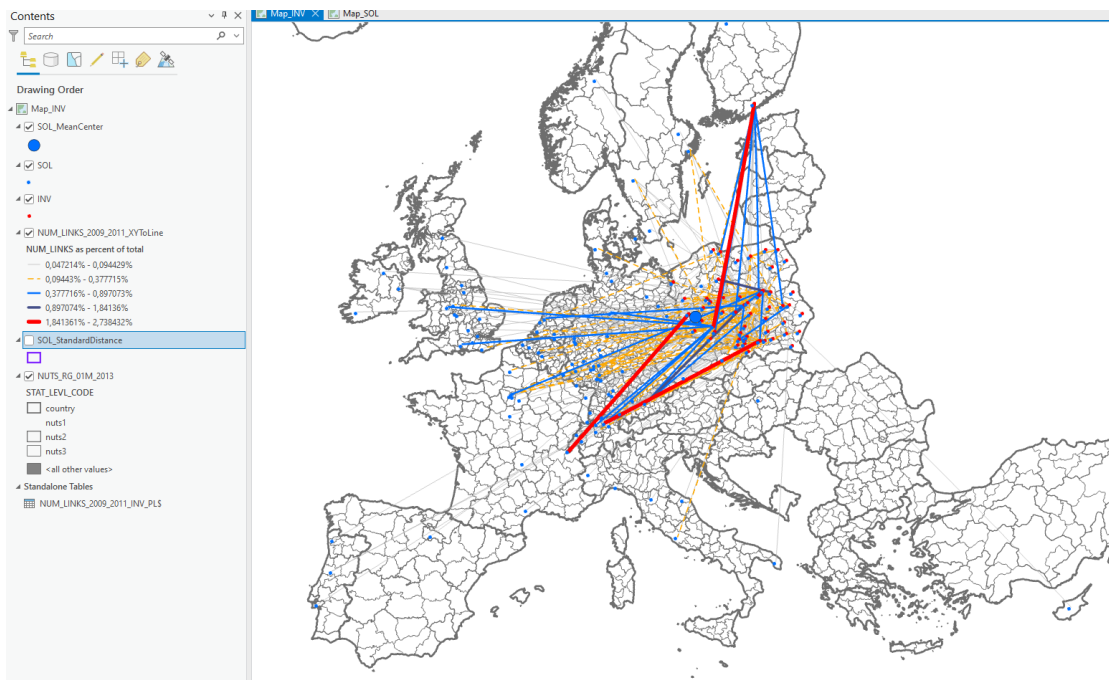 Contents
Map_INV
Map_SOL
Search
Drawing Order
Map_INV
SOL_MeanCenter
SOL
INV
NUM_LINKS_2009_2011_XYToLine
NUM_LINKS as percent of total
0,047214% - 0,094429%
0,09443% - 0,377715%
0,377716% - 0,897073%
0,897074% - 1,84136%
1,841361% - 2,738432%
SOL_StandardDistance
NUTS_RG_01M_2013
STAT_LEVL_CODE
country
nuts1
nuts2
nuts3
<all other values>
Standalone Tables
NUM_LINKS_2009_2011_INV_PL$